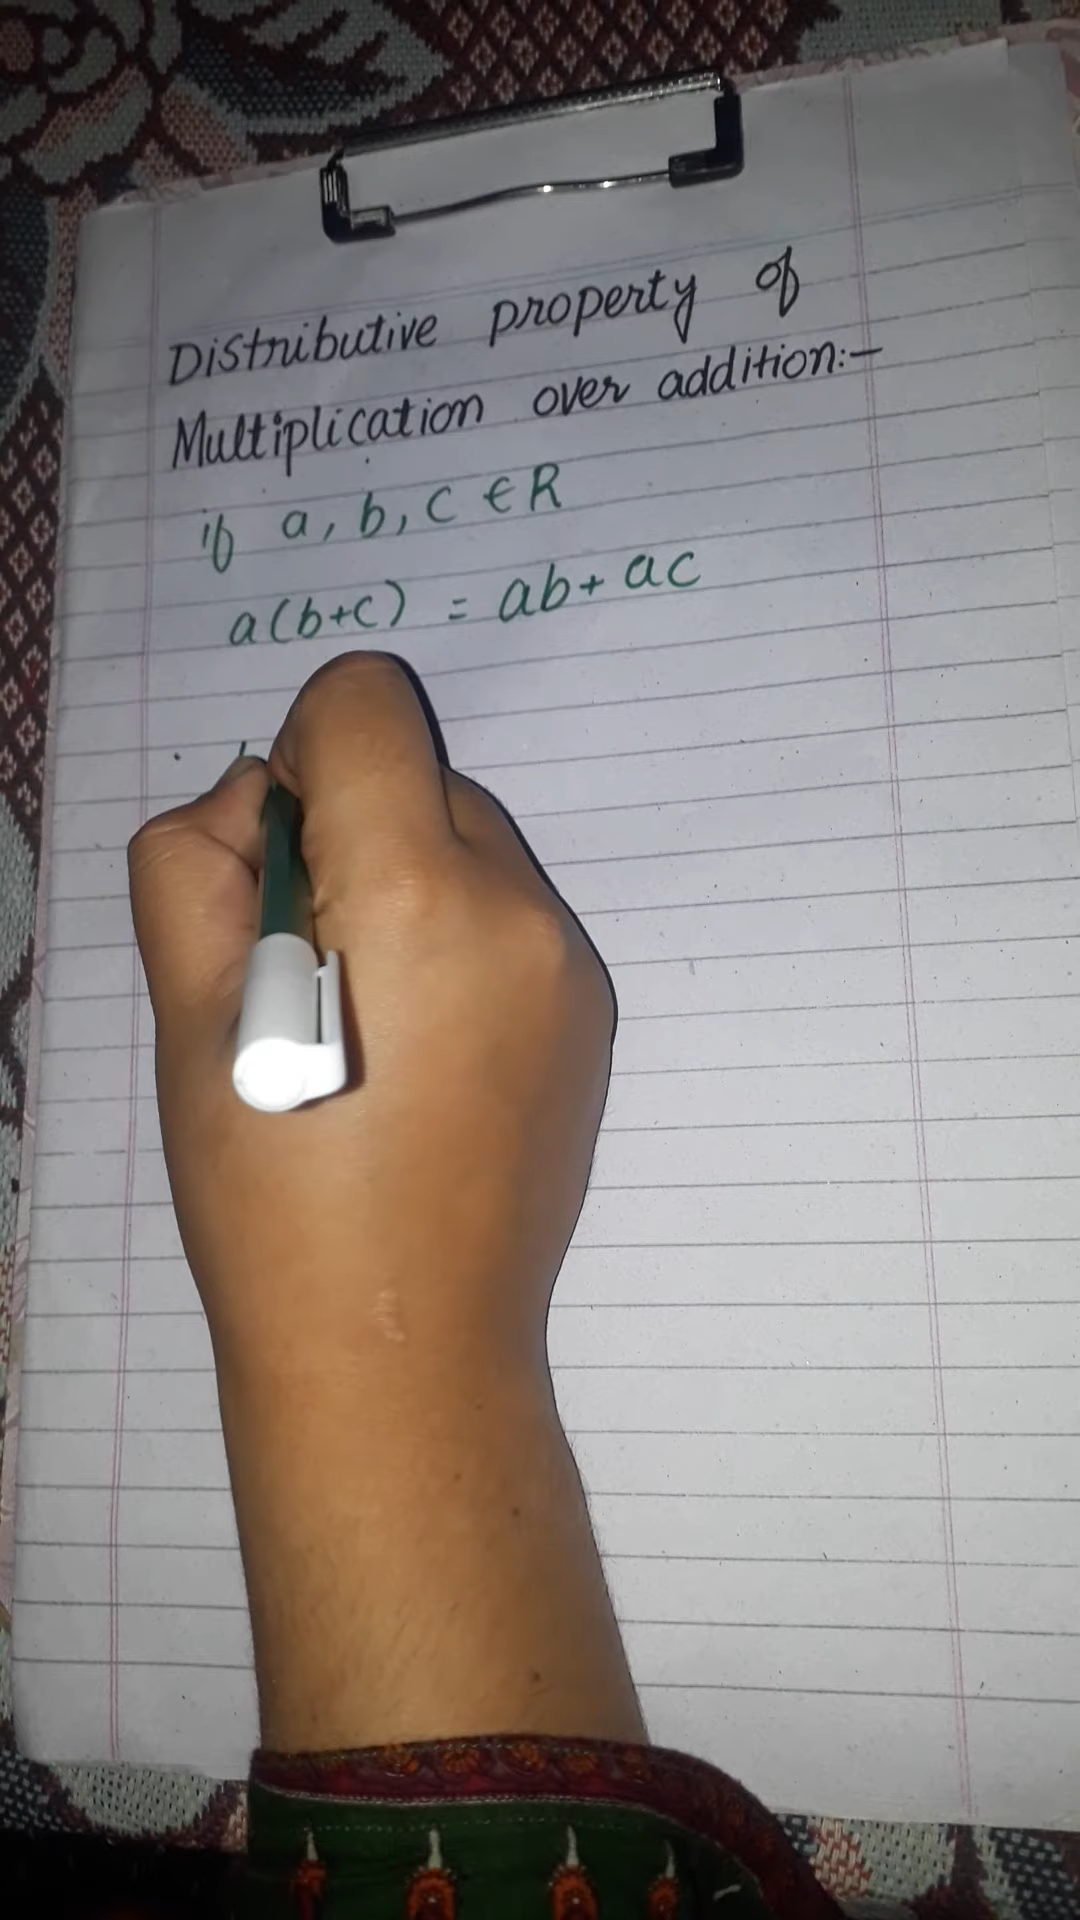 Distributive property of
Multiplication over addition:-
if a, b, c ∈ R
a(b+c) = ab+ ac